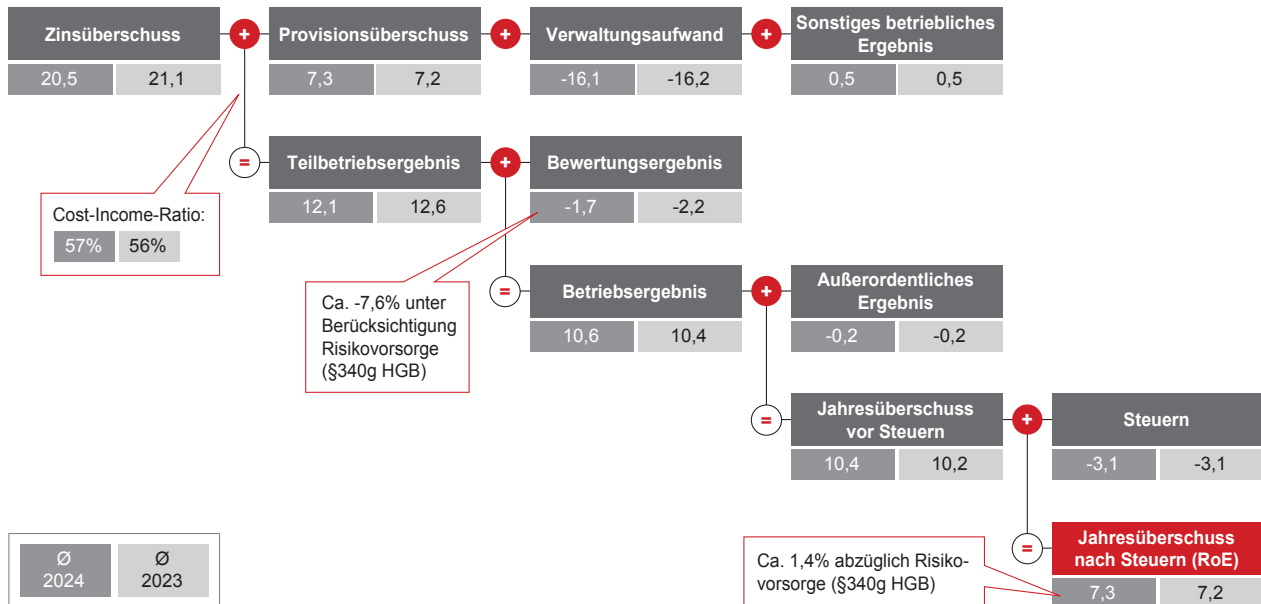 Zinsüberschuss + Provisionsüberschuss + Verwaltungsaufwand + Sonstiges betriebliches
Ergebnis
20,5 21,1 7,3 7,2 -16,1 -16,2 0,5 0,5
= Teilbetriebsergebnis + Bewertungsergebnis
12,1 12,6 -1,7 -2,2
Cost-Income-Ratio:
57% 56%
Ca. -7,6% unter
Berücksichtigung
Risikovorsorge
(§340g HGB)
= Betriebsergebnis + Außerordentliches
Ergebnis
10,6 10,4 -0,2 -0,2
= Jahresüberschuss
vor Steuern
+ Steuern
10,4 10,2 -3,1 -3,1
Ø Ø
2024 2023
Ca. 1,4% abzüglich Risiko-
vorsorge (§340g HGB)
= Jahresüberschuss
nach Steuern (RoE)
7,3 7,2